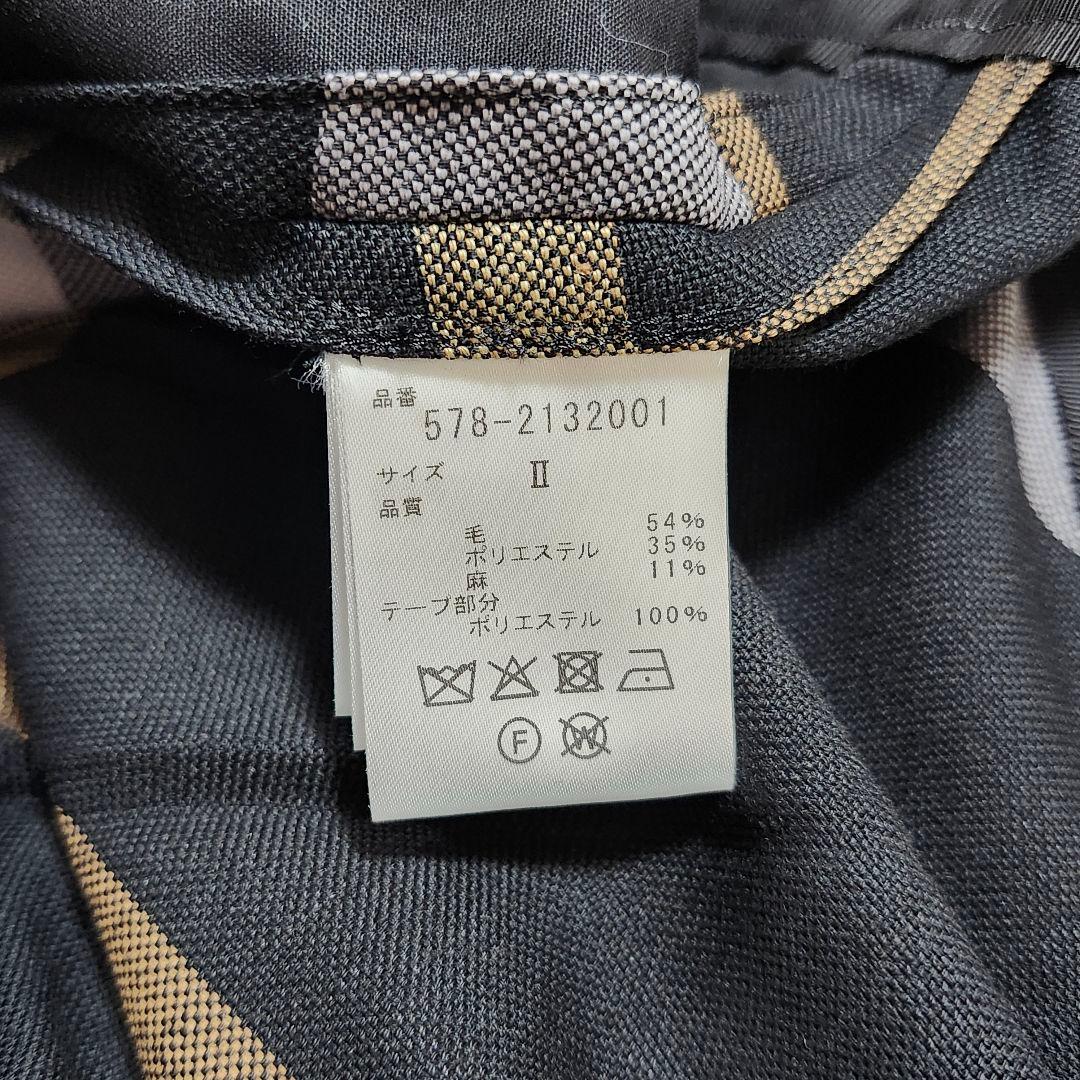 品番
578-2132001
サイズ Ⅱ
品質
毛 54%
ポリエステル 35%
麻 11%
テープ部分
ポリエステル 100%
F W